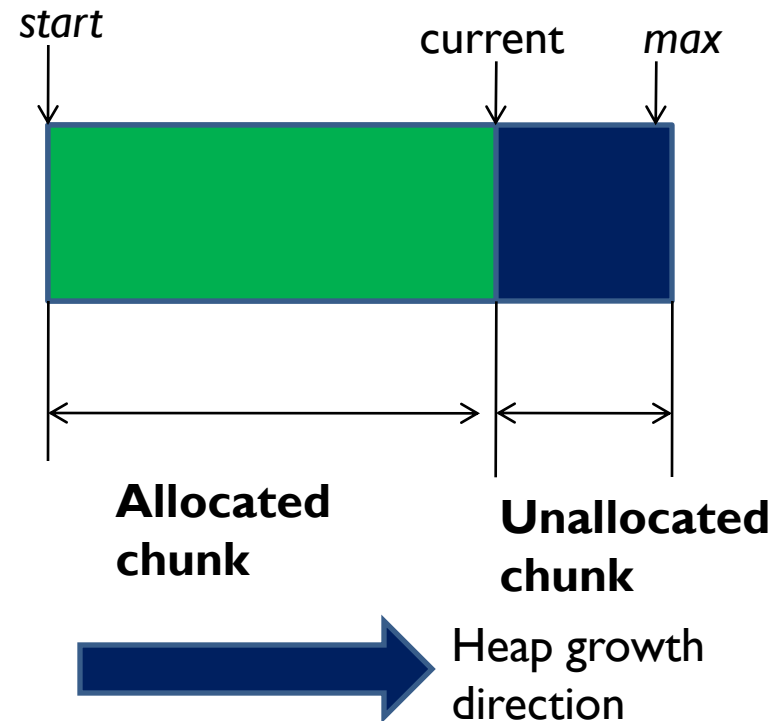 start
current
max
Allocated
chunk
Unallocated
chunk
Heap growth
direction